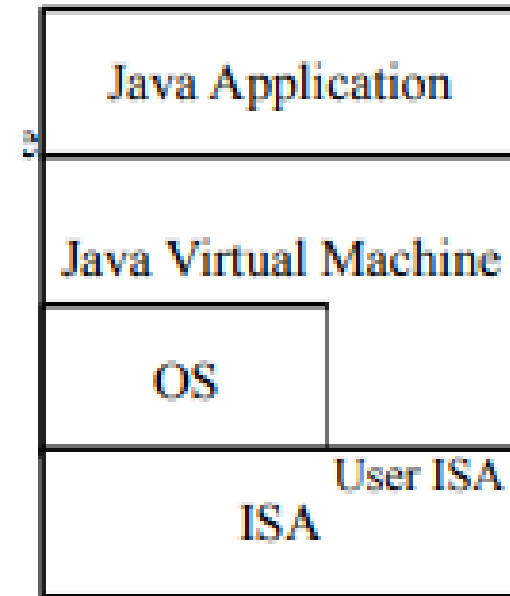 Java Application
Java Virtual Machine
OS
User ISA
ISA